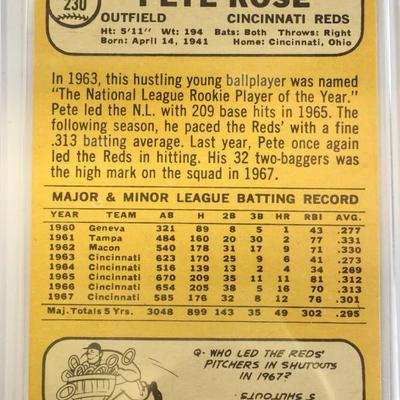 230 PETE ROSE
OUTFIELD CINCINNATI REDS
Ht: 5'11" Wt: 194 Bats: Both Throws: Right
Born: April 14, 1941 Home: Cincinnati, Ohio
In 1963, this hustling young ballplayer was named
"The National League Rookie Player of the Year."
Pete led the N.L. with 209 base hits in 1965. The
following season, he paced the Reds' with a fine
.313 batting average. Last year, Pete once again
led the Reds in hitting. His 32 two-baggers was
the high mark on the squad in 1967.
MAJOR & MINOR LEAGUE BATTING RECORD
YEAR TEAM AB H 2B 3B HR RBI AVG.
1960 Geneva 321 89 8 5 1 43 .277
1961 Tampa 484 160 20 30 2 77 .331
1962 Macon 540 178 31 17 9 71 .330
1963 Cincinnati 623 170 25 9 6 41 .273
1964 Cincinnati 516 139 13 2 4 34 .269
1965 Cincinnati 670 209 35 11 11 81 .312
1966 Cincinnati 654 205 38 5 16 70 .313
1967 Cincinnati 585 176 32 8 12 76 .301
Maj. Totals 5 Yrs. 3048 899 143 35 49 302 .295
Q- WHO LED THE REDS'
PITCHERS IN SHUTOUTS
IN 1967?
5 SHUTOUTS